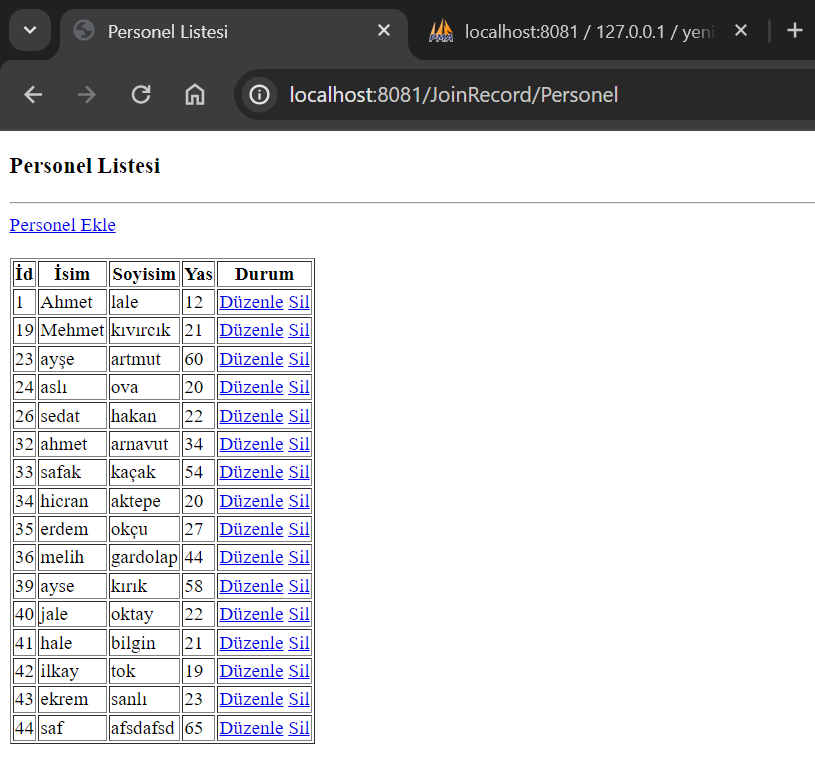 Personel Listesi
localhost:8081 / 127.0.0.1 / yeni
localhost:8081/JoinRecord/Personel
Personel Listesi
Personel Ekle
İd İsim Soyisim Yas Durum
1 Ahmet lale 12 Düzenle Sil
19 Mehmet kıvırcık 21 Düzenle Sil
23 ayşe artmut 60 Düzenle Sil
24 aslı ova 20 Düzenle Sil
26 sedat hakan 22 Düzenle Sil
32 ahmet arnavut 34 Düzenle Sil
33 safak kaçak 54 Düzenle Sil
34 hicran aktepe 20 Düzenle Sil
35 erdem okçu 27 Düzenle Sil
36 melih gardolap 44 Düzenle Sil
39 ayse kırık 58 Düzenle Sil
40 jale oktay 22 Düzenle Sil
41 hale bilgin 21 Düzenle Sil
42 ilkay tok 19 Düzenle Sil
43 ekrem sanlı 23 Düzenle Sil
44 saf afsdafsd 65 Düzenle Sil